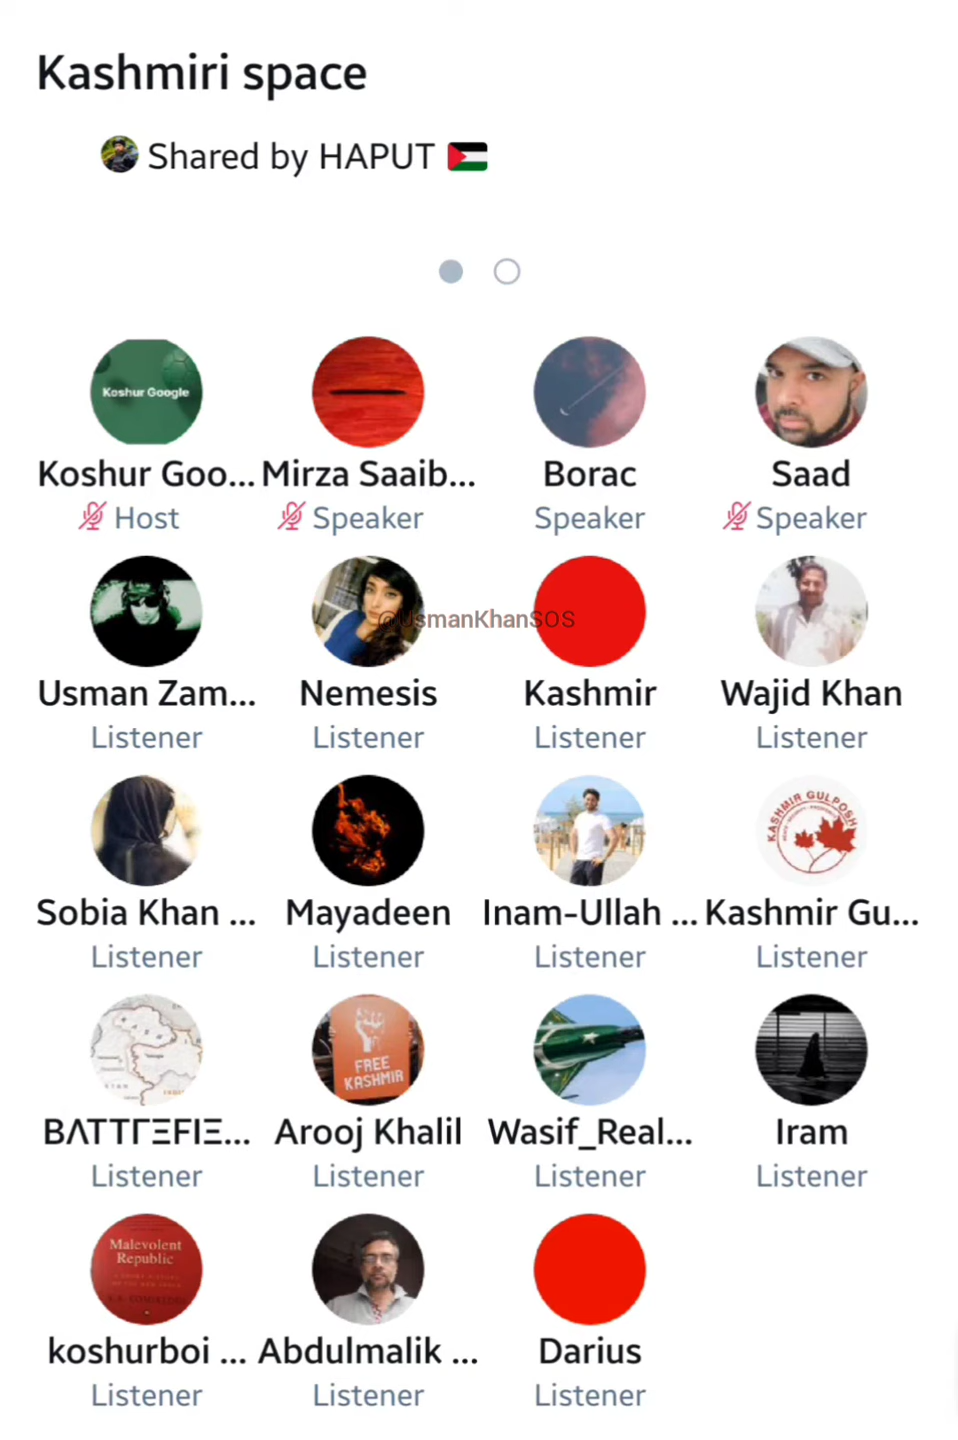 Kashmiri space
Shared by HAPUT
Koshur Google
Koshur Goo... Mirza Saaib... Borac Saad
Host Speaker Speaker Speaker
@UsmanKhanSOS
Usman Zam... Nemesis Kashmir Wajid Khan
Listener Listener Listener Listener
KASHMIR GULPOSH
Sobia Khan ... Mayadeen Inam-Ullah ... Kashmir Gu...
Listener Listener Listener Listener
FREE
KASHMIR
BΛTTΓΞFIΞ... Arooj Khalil Wasif_Real... Iram
Listener Listener Listener Listener
Malevolent
Republic
koshurboi ... Abdulmalik ... Darius
Listener Listener Listener